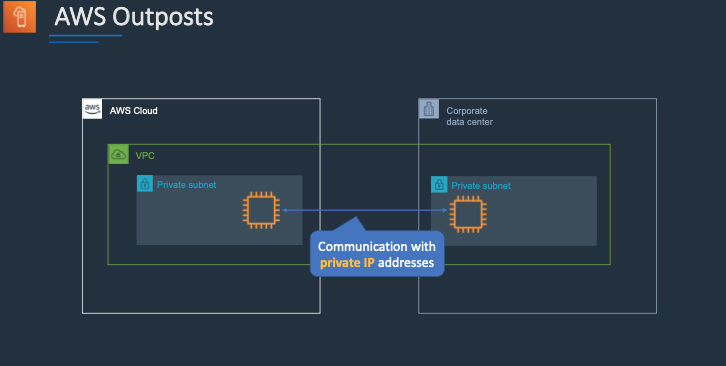 AWS Outposts
aws
AWS Cloud
Corporate
data center
VPC
Private subnet
Private subnet
Communication with
private IP addresses